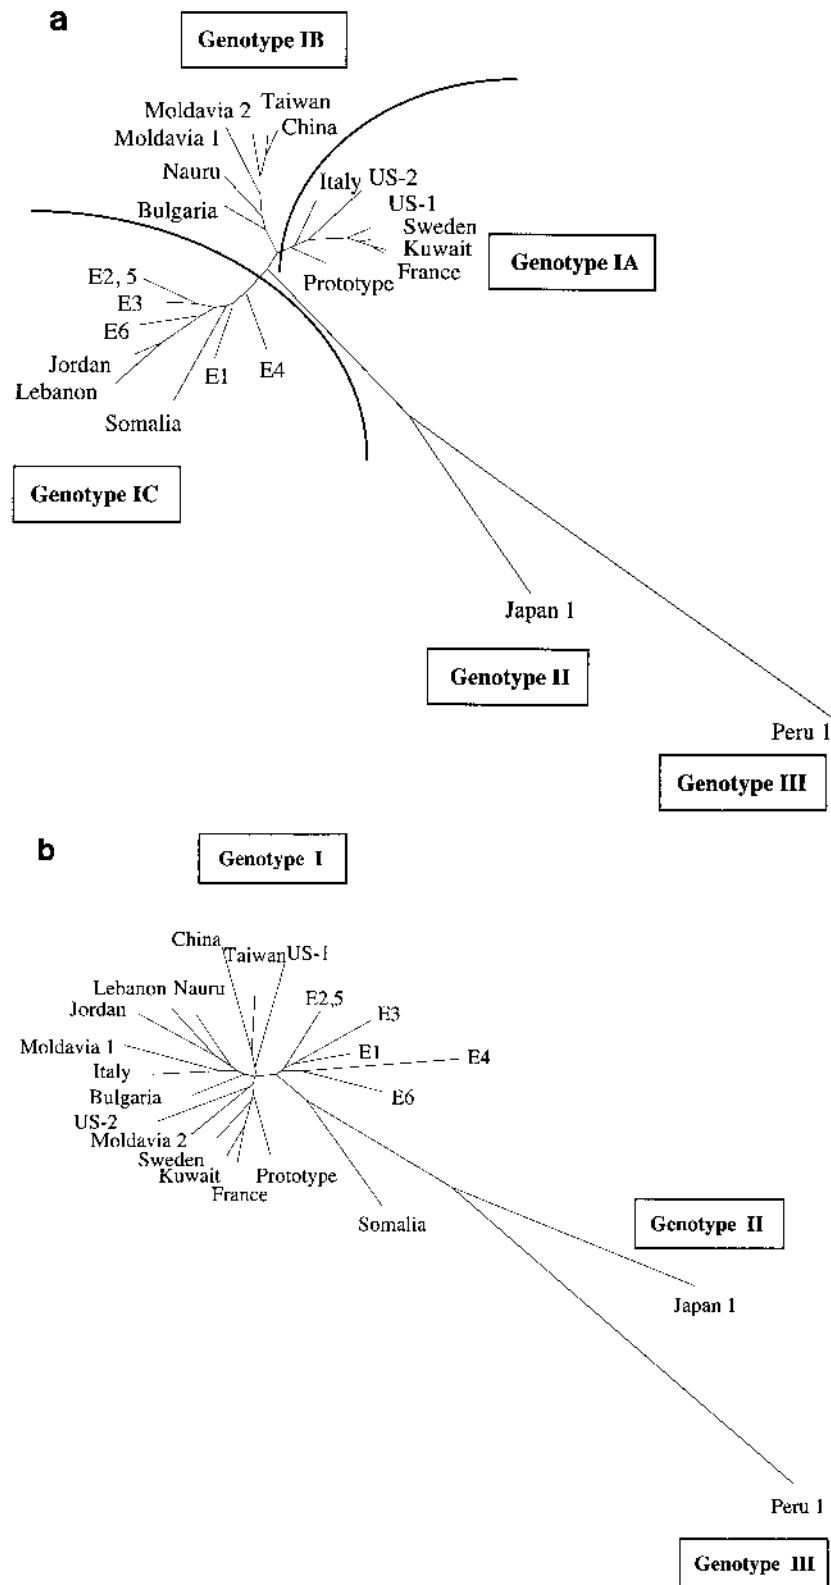 a
Genotype IB
Moldavia 2
Taiwan
Moldavia 1
China
Nauru
Italy
US-2
Bulgaria
US-1
Sweden
Kuwait
France
Genotype IA
Prototype
E2, 5
E3
E6
Jordan
Lebanon
E1
E4
Somalia
Genotype IC
Japan 1
Genotype II
Peru 1
Genotype III
b
Genotype I
China
Taiwan
US-1
Lebanon
Nauru
E2,5
Jordan
E3
Moldavia 1
E1
E4
Italy
Bulgaria
E6
US-2
Moldavia 2
Sweden
Kuwait
Prototype
France
Somalia
Genotype II
Japan 1
Peru 1
Genotype III